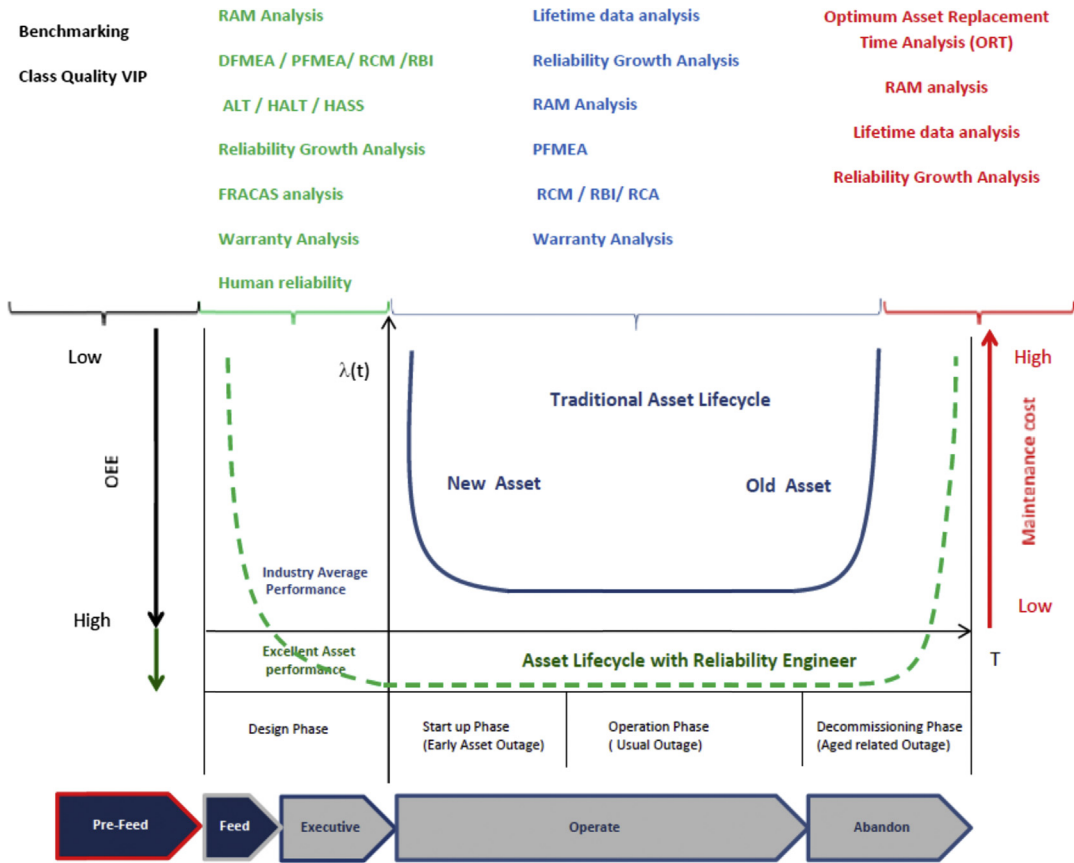 Benchmarking
Class Quality VIP
RAM Analysis
DFMEA / PFMEA/ RCM /RBI
ALT / HALT / HASS
Reliability Growth Analysis
FRACAS analysis
Warranty Analysis
Human reliability
Lifetime data analysis
Reliability Growth Analysis
RAM Analysis
PFMEA
RCM / RBI/ RCA
Warranty Analysis
Optimum Asset Replacement
Time Analysis (ORT)
RAM analysis
Lifetime data analysis
Reliability Growth Analysis
Low
OEE
High
λ(t)
Traditional Asset Lifecycle
New Asset
Old Asset
Industry Average
Performance
Excellent Asset
performance
Asset Lifecycle with Reliability Engineer
High
Maintenance cost
Low
T
Design Phase
Start up Phase
(Early Asset Outage)
Operation Phase
( Usual Outage)
Decommissioning Phase
(Aged related Outage)
Pre-Feed
Feed
Executive
Operate
Abandon